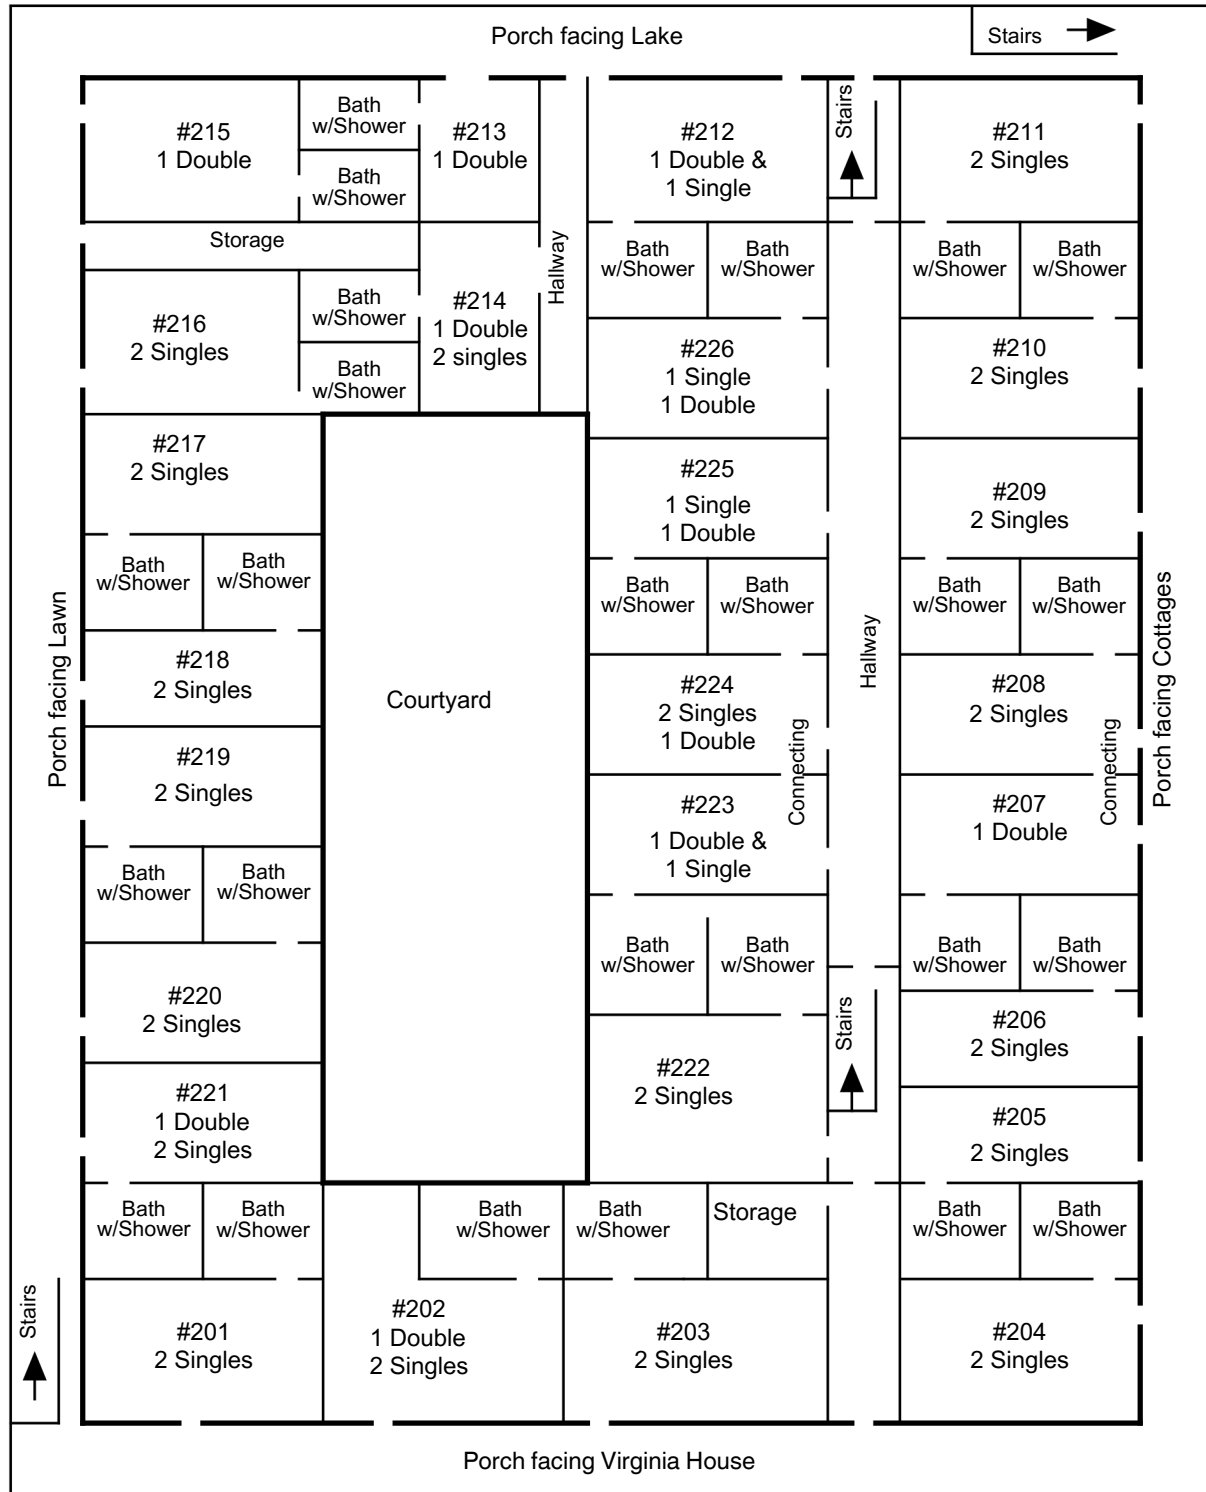 Porch facing Lake
Stairs
#215
1 Double
Bath
w/Shower
Bath
w/Shower
#213
1 Double
#212
1 Double &
1 Single
Stairs
#211
2 Singles
Storage
Hallway
Bath
w/Shower
Bath
w/Shower
Bath
w/Shower
Bath
w/Shower
#216
2 Singles
Bath
w/Shower
Bath
w/Shower
#214
1 Double
2 singles
#226
1 Single
1 Double
#210
2 Singles
#217
2 Singles
#225
1 Single
1 Double
#209
2 Singles
Bath
w/Shower
Bath
w/Shower
Bath
w/Shower
Bath
w/Shower
Bath
w/Shower
Bath
w/Shower
Porch facing Lawn
#218
2 Singles
Courtyard
#224
2 Singles
1 Double
Connecting
Hallway
#208
2 Singles
Connecting
Porch facing Cottages
#219
2 Singles
#223
1 Double &
1 Single
#207
1 Double
Bath
w/Shower
Bath
w/Shower
Bath
w/Shower
Bath
w/Shower
Bath
w/Shower
Bath
w/Shower
#220
2 Singles
#222
2 Singles
Stairs
#206
2 Singles
#221
1 Double
2 Singles
#205
2 Singles
Bath
w/Shower
Bath
w/Shower
Bath
w/Shower
Bath
w/Shower
Storage
Bath
w/Shower
Bath
w/Shower
Stairs
#201
2 Singles
#202
1 Double
2 Singles
#203
2 Singles
#204
2 Singles
Porch facing Virginia House